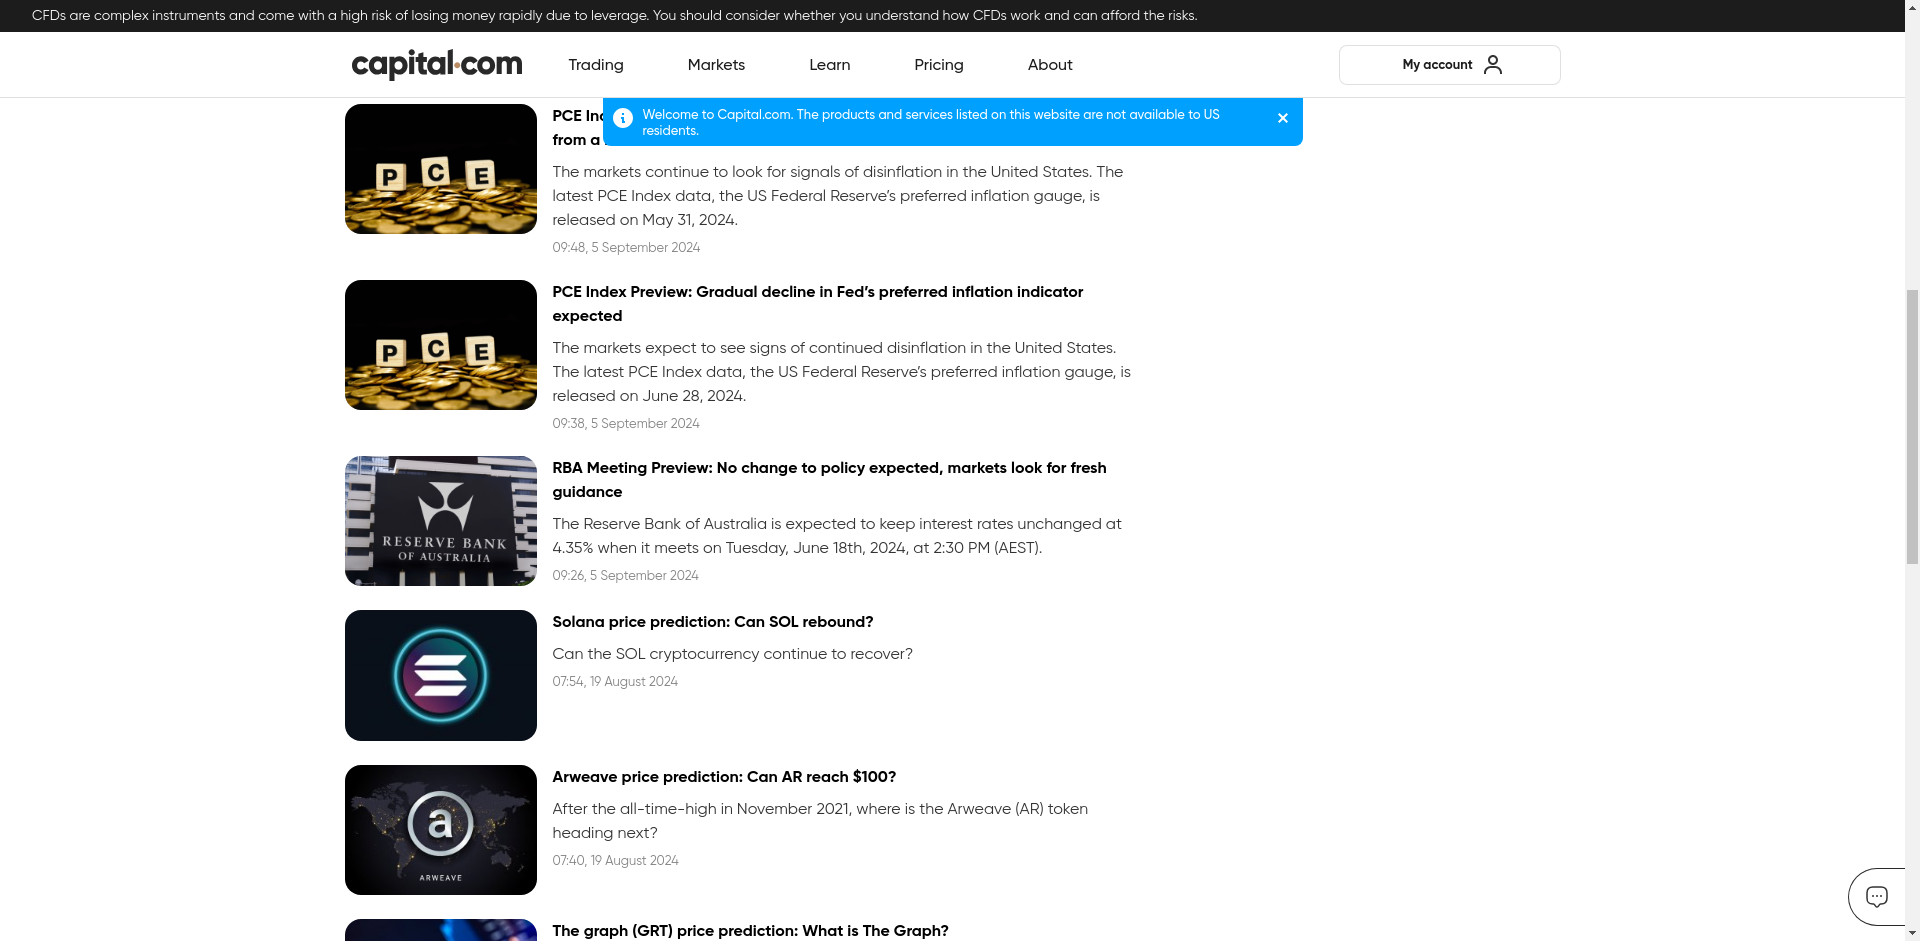 CFDs are complex instruments and come with a high risk of losing money rapidly due to leverage. You should consider whether you understand how CFDs work and can afford the risks.
capital.com
Trading
Markets
Learn
Pricing
About
My account
Welcome to Capital.com. The products and services listed on this website are not available to US
residents.
PCE
from a
The markets continue to look for signals of disinflation in the United States. The
latest PCE Index data, the US Federal Reserve’s preferred inflation gauge, is
released on May 31, 2024.
09:48, 5 September 2024
P C E
PCE Index Preview: Gradual decline in Fed’s preferred inflation indicator
expected
The markets expect to see signs of continued disinflation in the United States.
The latest PCE Index data, the US Federal Reserve’s preferred inflation gauge, is
released on June 28, 2024.
09:38, 5 September 2024
P C E
RBA Meeting Preview: No change to policy expected, markets look for fresh
guidance
The Reserve Bank of Australia is expected to keep interest rates unchanged at
4.35% when it meets on Tuesday, June 18th, 2024, at 2:30 PM (AEST).
09:26, 5 September 2024
RESERVE BANK
OF AUSTRALIA
Solana price prediction: Can SOL rebound?
Can the SOL cryptocurrency continue to recover?
07:54, 19 August 2024
Arweave price prediction: Can AR reach $100?
After the all-time-high in November 2021, where is the Arweave (AR) token
heading next?
07:40, 19 August 2024
a
ARWEAVE
The graph (GRT) price prediction: What is The Graph?